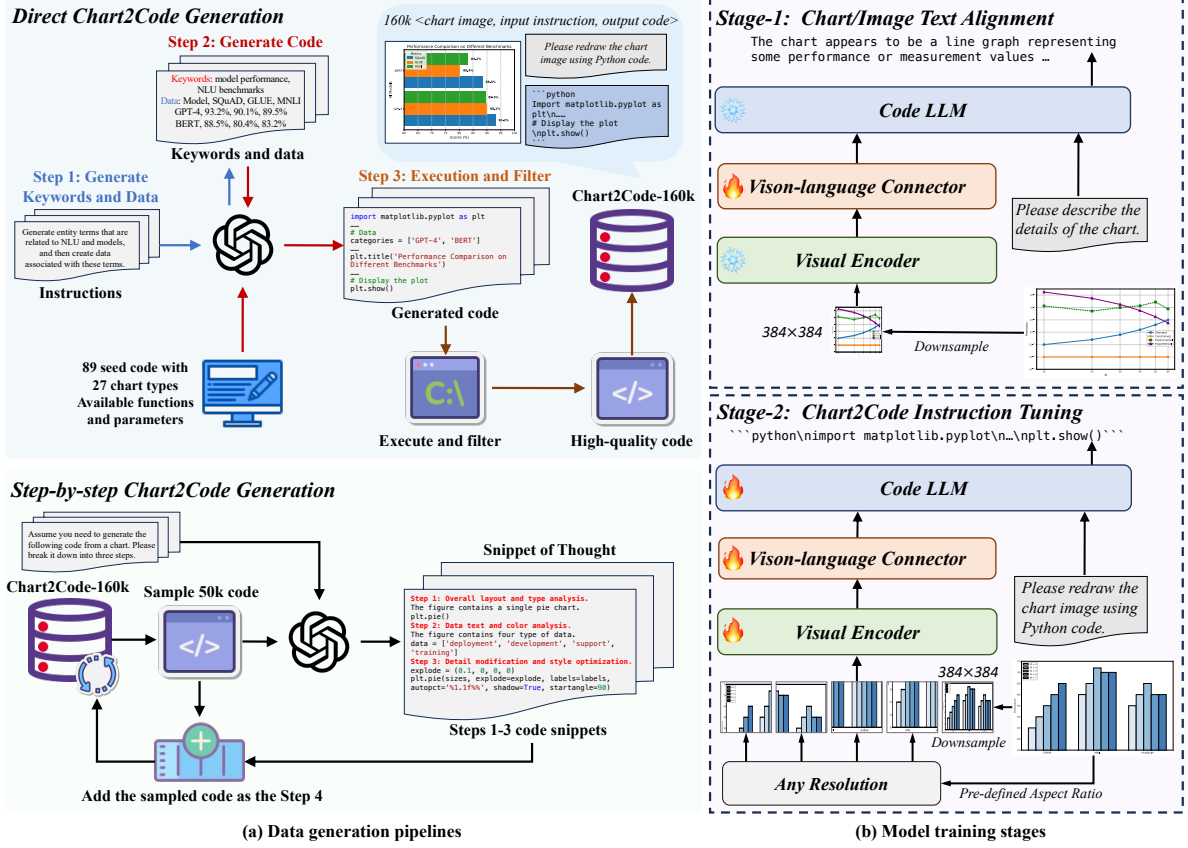 Direct Chart2Code Generation
Step 2: Generate Code
Keywords: model performance,
NLU benchmarks
Data: Model, SQuAD, GLUE, MNLI
GPT-4, 93.2%, 90.1%, 89.5%
BERT, 88.5%, 80.4%, 83.2%
Keywords and data
160k <chart image, input instruction, output code>
Performance Comparison on Different Benchmarks
Please redraw the chart
image using Python code.
```python
Import matplotlib.pyplot as
plt\n……
# Display the plot
\nplt.show()
```
Step 1: Generate
Keywords and Data
Generate entity terms that are
related to NLU and models,
and then create data
associated with these terms.
Instructions
Step 3: Execution and Filter
import matplotlib.pyplot as plt
……
# Data
categories = ['GPT-4', 'BERT']
……
plt.title('Performance Comparison on
Different Benchmarks')
……
# Display the plot
plt.show()
Generated code
Chart2Code-160k
89 seed code with
27 chart types
Available functions
and parameters
C:\
Execute and filter
</>
High-quality code
Step-by-step Chart2Code Generation
Assume you need to generate the
following code from a chart. Please
break it down into three steps.
Chart2Code-160k
Sample 50k code
</>
Snippet of Thought
Step 1: Overall layout and type analysis.
The figure contains a single pie chart.
plt.pie()
Step 2: Data text and color analysis.
The figure contains four type of data.
data = ['deployment', 'development', 'support',
'training']
Step 3: Detail modification and style optimization.
explode = (0.1, 0, 0, 0)
plt.pie(sizes, explode=explode, labels=labels,
autopct='%1.1f%%', shadow=True, startangle=90)
Steps 1-3 code snippets
Add the sampled code as the Step 4
(a) Data generation pipelines
Stage-1: Chart/Image Text Alignment
The chart appears to be a line graph representing
some performance or measurement values …
Code LLM
Vison-language Connector
Please describe the
details of the chart.
Visual Encoder
384×384
Downsample
Stage-2: Chart2Code Instruction Tuning
```python\nimport matplotlib.pyplot\n…\nplt.show()```
Code LLM
Vison-language Connector
Please redraw the
chart image using
Python code.
Visual Encoder
384×384
Downsample
Any Resolution
Pre-defined Aspect Ratio
(b) Model training stages